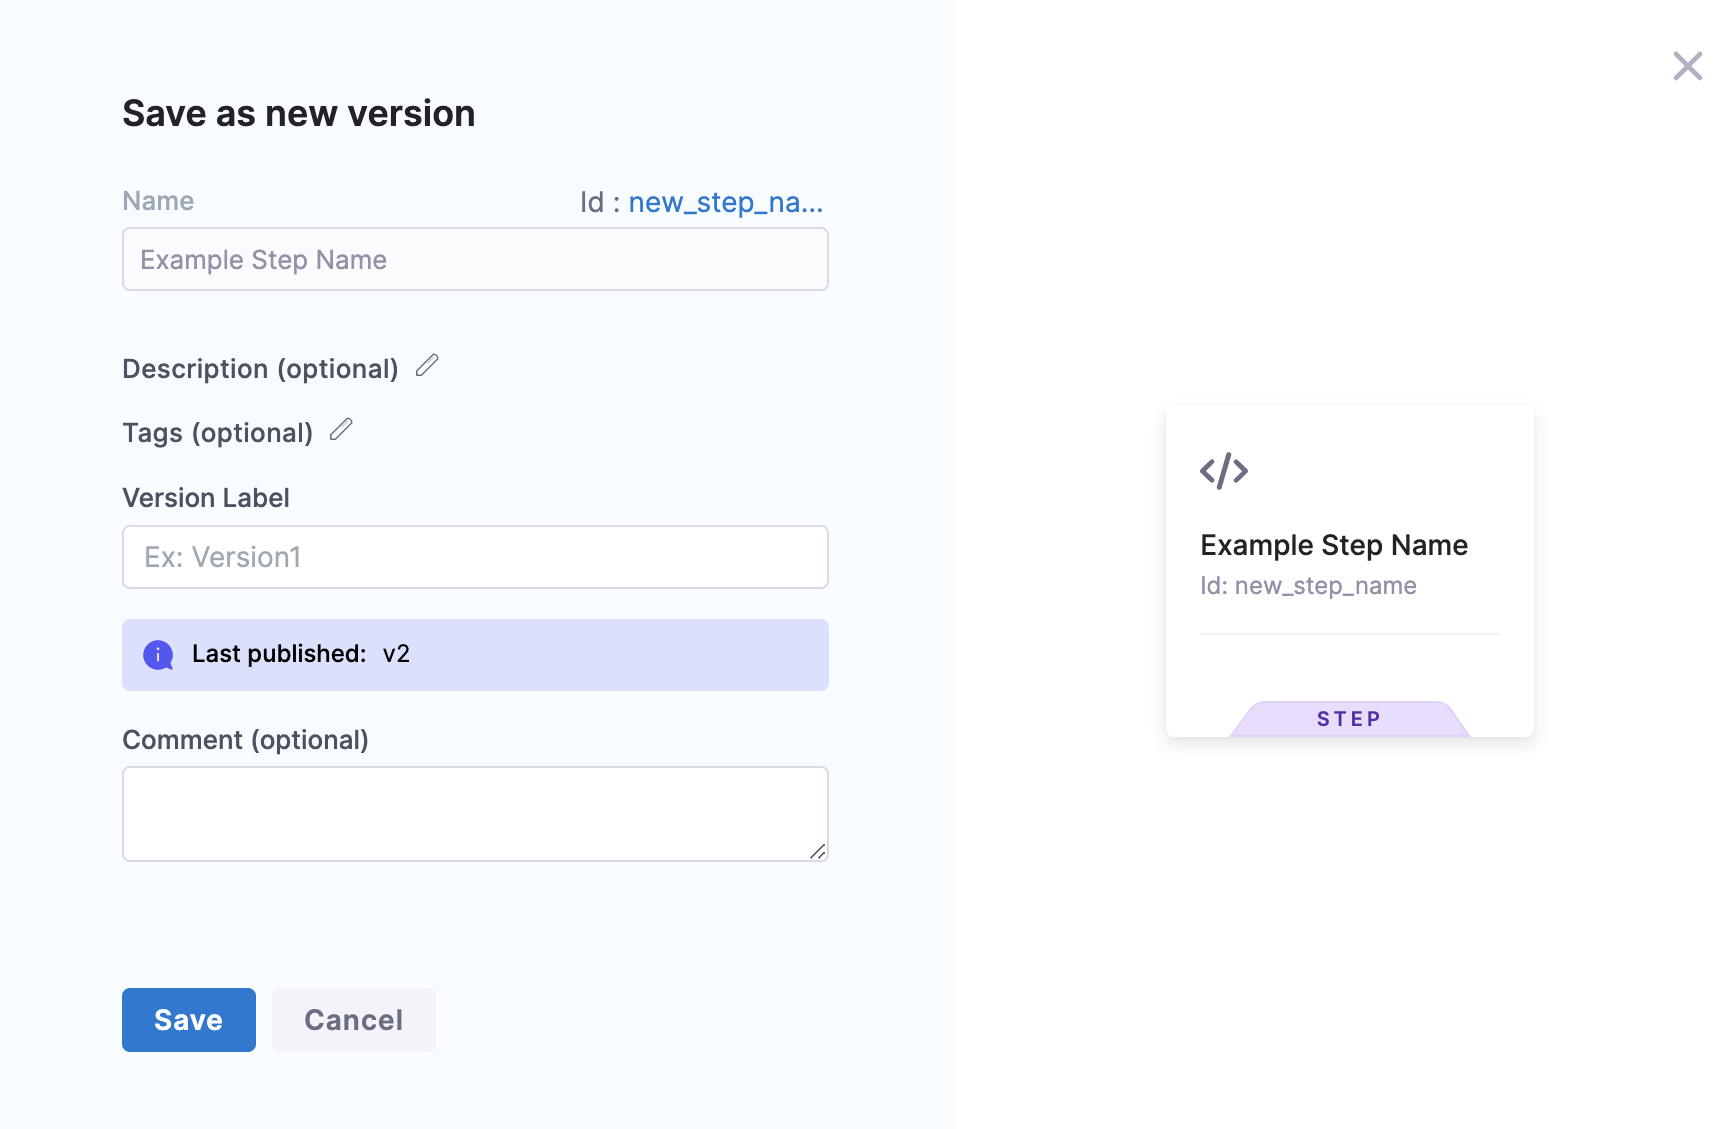 Save as new version
Name
Id : new_step_na...
Example Step Name
Description (optional)
Tags (optional)
Version Label
Ex: Version1
Last published: v2
Comment (optional)
Save
Cancel
</>
Example Step Name
Id: new_step_name
STEP